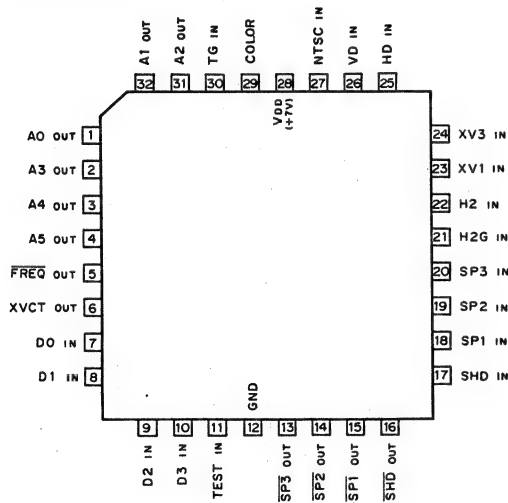 A1 OUT
A2 OUT
TG IN
COLOR
NTSC IN
VD IN
HD IN
32
31
30
29
28
27
26
25
VDD
(+7V)
A0 OUT 1
A3 OUT 2
A4 OUT 3
A5 OUT 4
FREQ OUT 5
XVCT OUT 6
D0 IN 7
D1 IN 8
24 XV3 IN
23 XV1 IN
22 H2 IN
21 H2G IN
20 SP3 IN
19 SP2 IN
18 SP1 IN
17 SHD IN
GND
9
10
11
12
13
14
15
16
D2 IN
D3 IN
TEST IN
SP3 OUT
SP2 OUT
SP1 OUT
SHD OUT